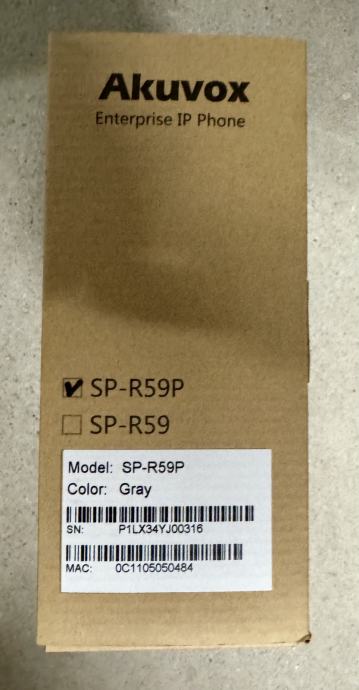 Akuvox
Enterprise IP Phone
SP-R59P
SP-R59
Model: SP-R59P
Color: Gray
SN: P1LX34YJ00316
MAC: 0C1105050484